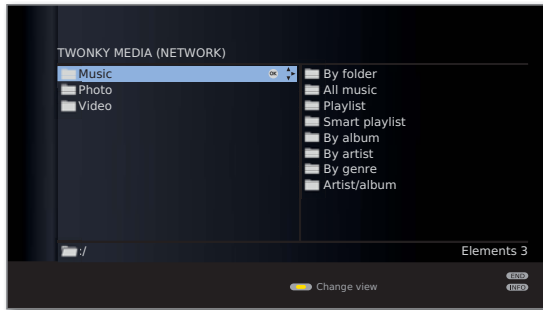 TWONKY MEDIA (NETWORK)
Music OK
Photo
Video
By folder
All music
Playlist
Smart playlist
By album
By artist
By genre
Artist/album
:/
Elements 3
Change view
END
INFO